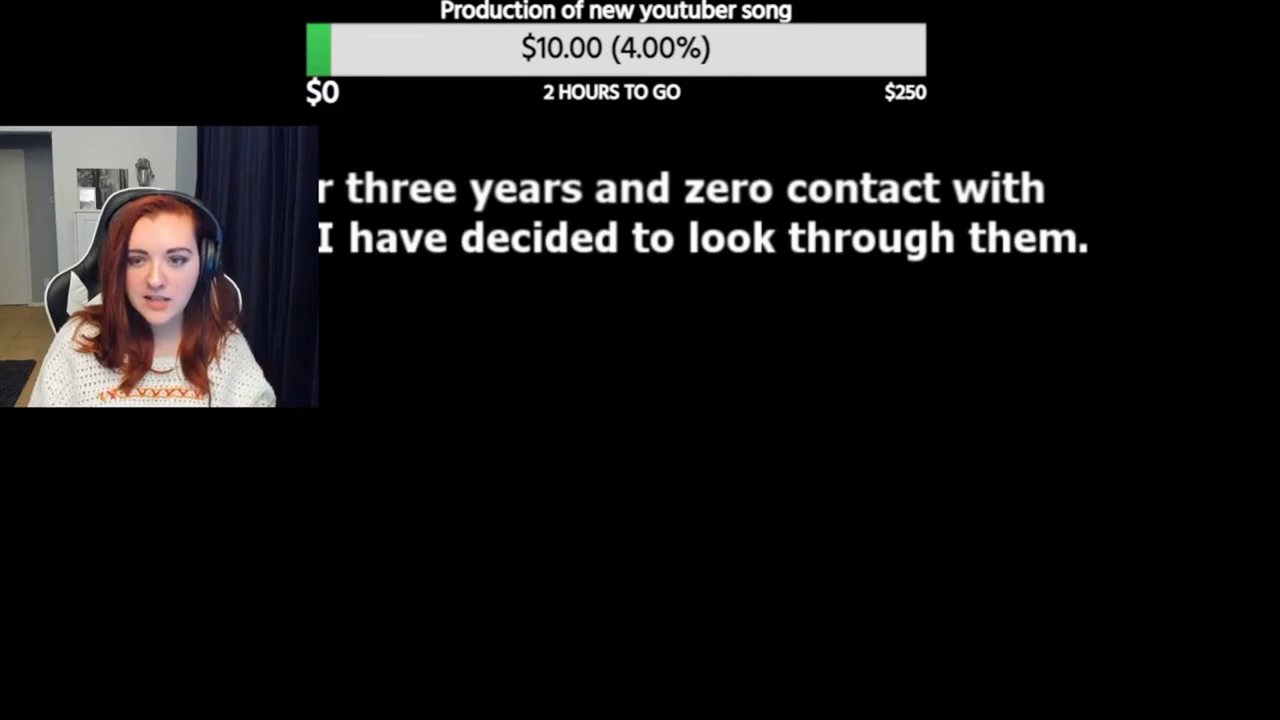 Production of new youtuber song
$10.00 (4.00%)
$0 2 HOURS TO GO $250
r three years and zero contact with
I have decided to look through them.